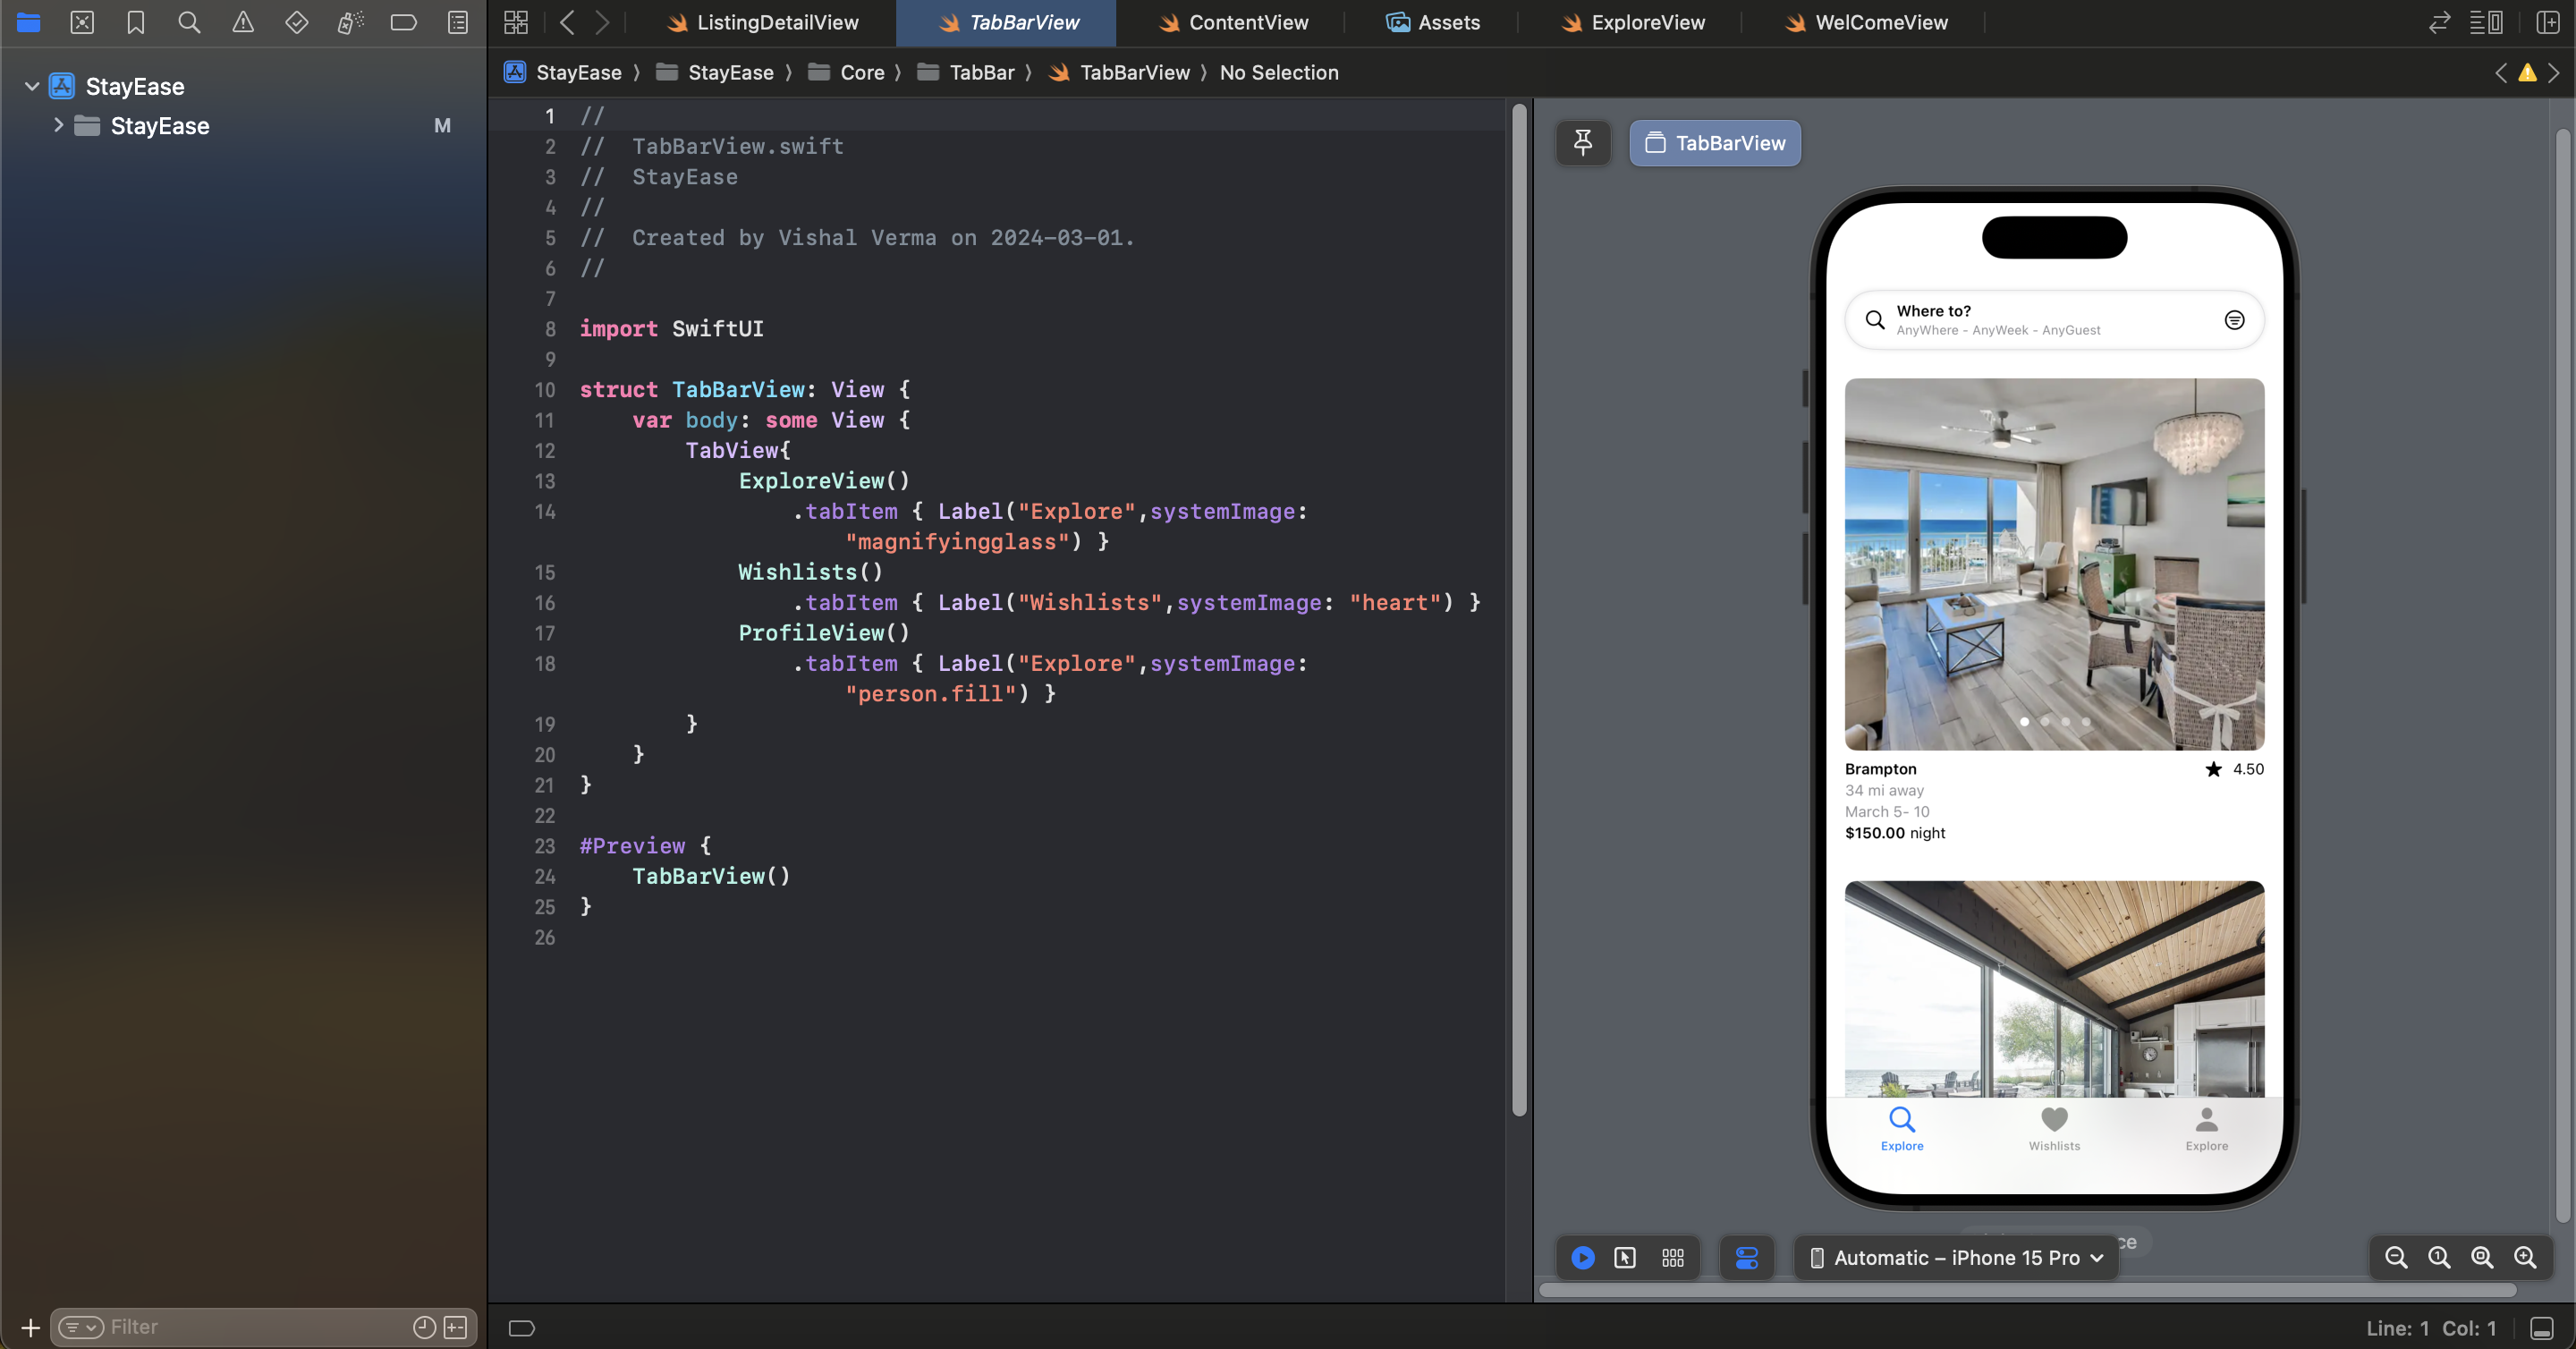 ListingDetailView
TabBarView
ContentView
Assets
ExploreView
WelComeView
StayEase
StayEase
M
StayEase
StayEase
Core
TabBar
TabBarView
No Selection
1 //
2 //  TabBarView.swift
3 //  StayEase
4 //
5 //  Created by Vishal Verma on 2024-03-01.
6 //
7
8 import SwiftUI
9
10 struct TabBarView: View {
11     var body: some View {
12         TabView{
13             ExploreView()
14                 .tabItem { Label("Explore",systemImage:
                    "magnifyingglass") }
15             Wishlists()
16                 .tabItem { Label("Wishlists",systemImage: "heart") }
17             ProfileView()
18                 .tabItem { Label("Explore",systemImage:
                    "person.fill") }
19         }
20     }
21 }
22
23 #Preview {
24     TabBarView()
25 }
26
TabBarView
Where to?
AnyWhere - AnyWeek - AnyGuest
Brampton
4.50
34 mi away
March 5- 10
$150.00 night
Explore
Wishlists
Explore
Automatic – iPhone 15 Pro
Filter
Line: 1 Col: 1